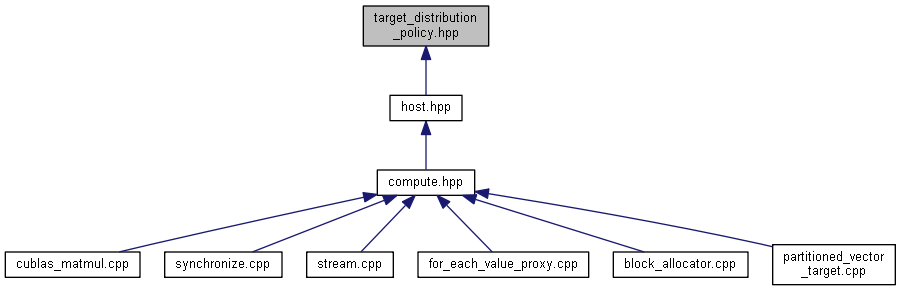 target_distribution
_policy.hpp
host.hpp
compute.hpp
cublas_matmul.cpp
synchronize.cpp
stream.cpp
for_each_value_proxy.cpp
block_allocator.cpp
partitioned_vector
_target.cpp